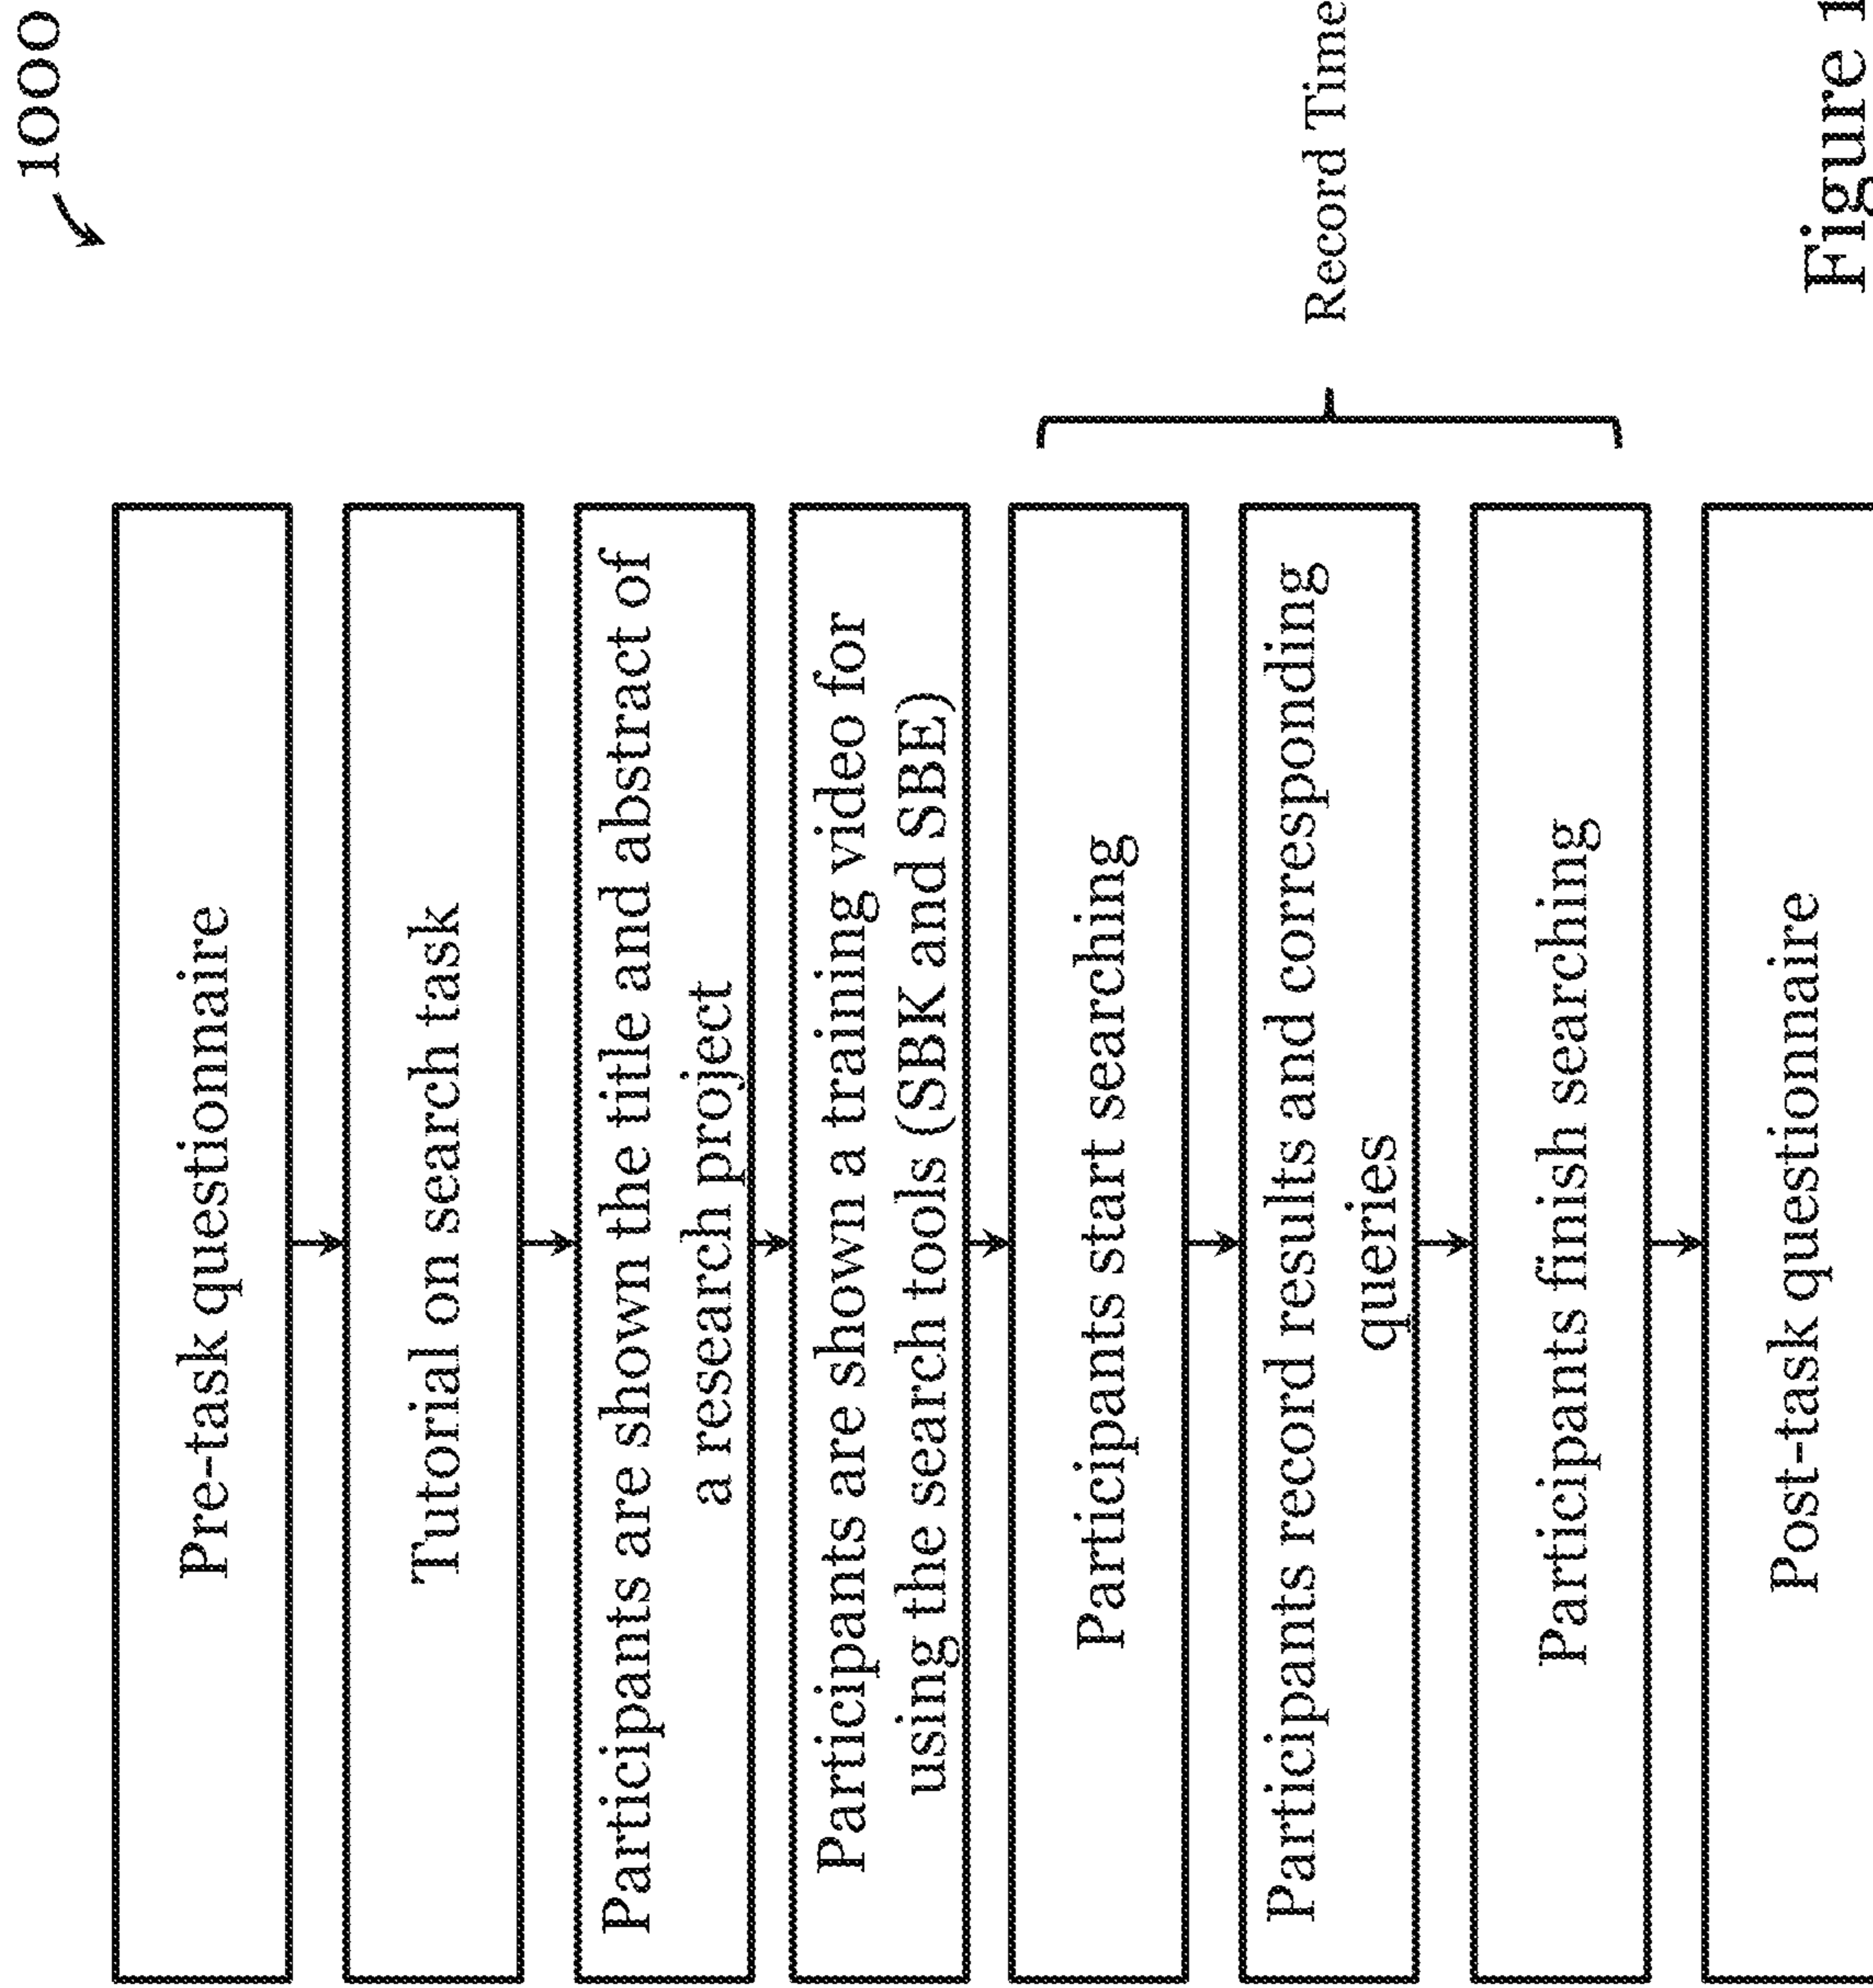 1000
Pre-task questionnaire
Tutorial on search task
Participants are shown the title and abstract of
a research project
Participants are shown a training video for
using the search tools (SBK and SBE)
Participants start searching
Participants record results and corresponding
queries
Participants finish searching
Post-task questionnaire
Record Time
Figure 1